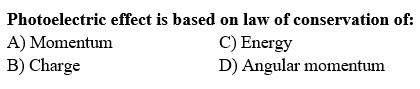 Photoelectric effect is based on law of conservation of:
A) Momentum C) Energy
B) Charge D) Angular momentum